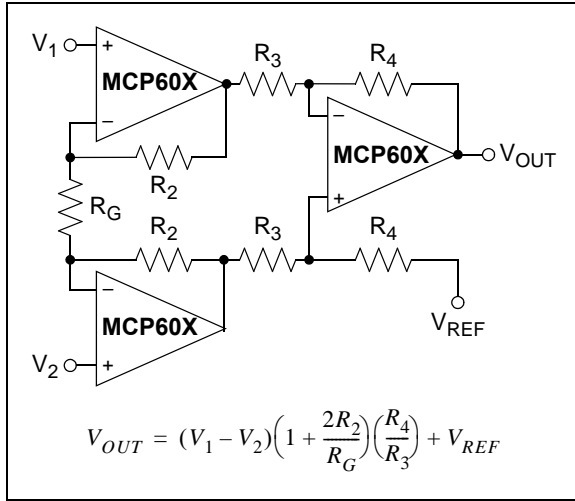 V1
+
MCP60X
−
R3
R4
R2
RG
−
MCP60X
+
VOUT
R2
R3
R4
−
MCP60X
+
V2
VREF
VOUT = (V1 – V2)(1 + 2R2/RG)(R4/R3) + VREF